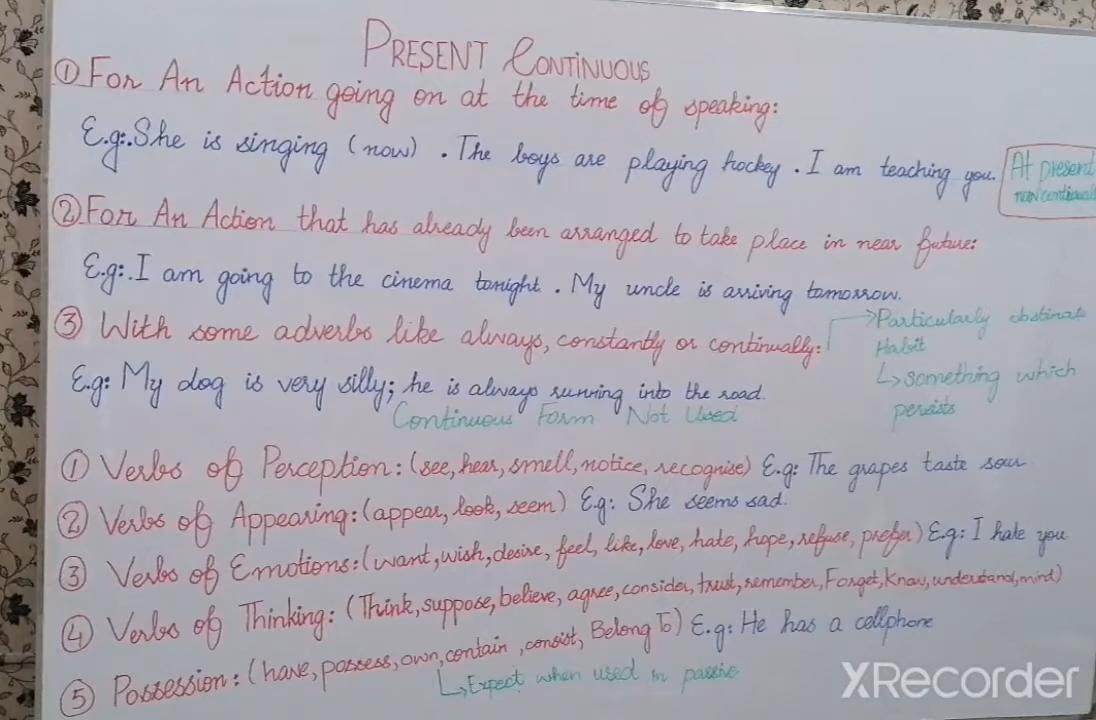 PRESENT CONTINUOUS
① For An Action going on at the time of speaking:
E.g:. She is singing (now) . The boys are playing hockey . I am teaching you.
At present
now continual
② For An Action that has already been arranged to take place in near future:
E.g:. I am going to the cinema tonight . My uncle is arriving tomorrow.
③ With some adverbs like always, constantly or continually:
→ Particularly obstinate
Habit
↳ something which
persists
E.g: My dog is very silly; he is always running into the road.
Continuous Form Not Used
① Verbs of Perception: (see, hear, smell, notice, recognise) E.g: The grapes taste sour
② Verbs of Appearing: (appear, look, seem) E.g: She seems sad.
③ Verbs of Emotions: (want, wish, desire, feel, like, love, hate, hope, refuse, prefer) E.g: I hate you
④ Verbs of Thinking: (Think, suppose, believe, agree, consider, trust, remember, Forget, Know, understand, mind)
⑤ Possession: (have, possess, own, contain, consist, Belong To) E.g: He has a cellphone
↳ Expect when used in passive
XRecorder